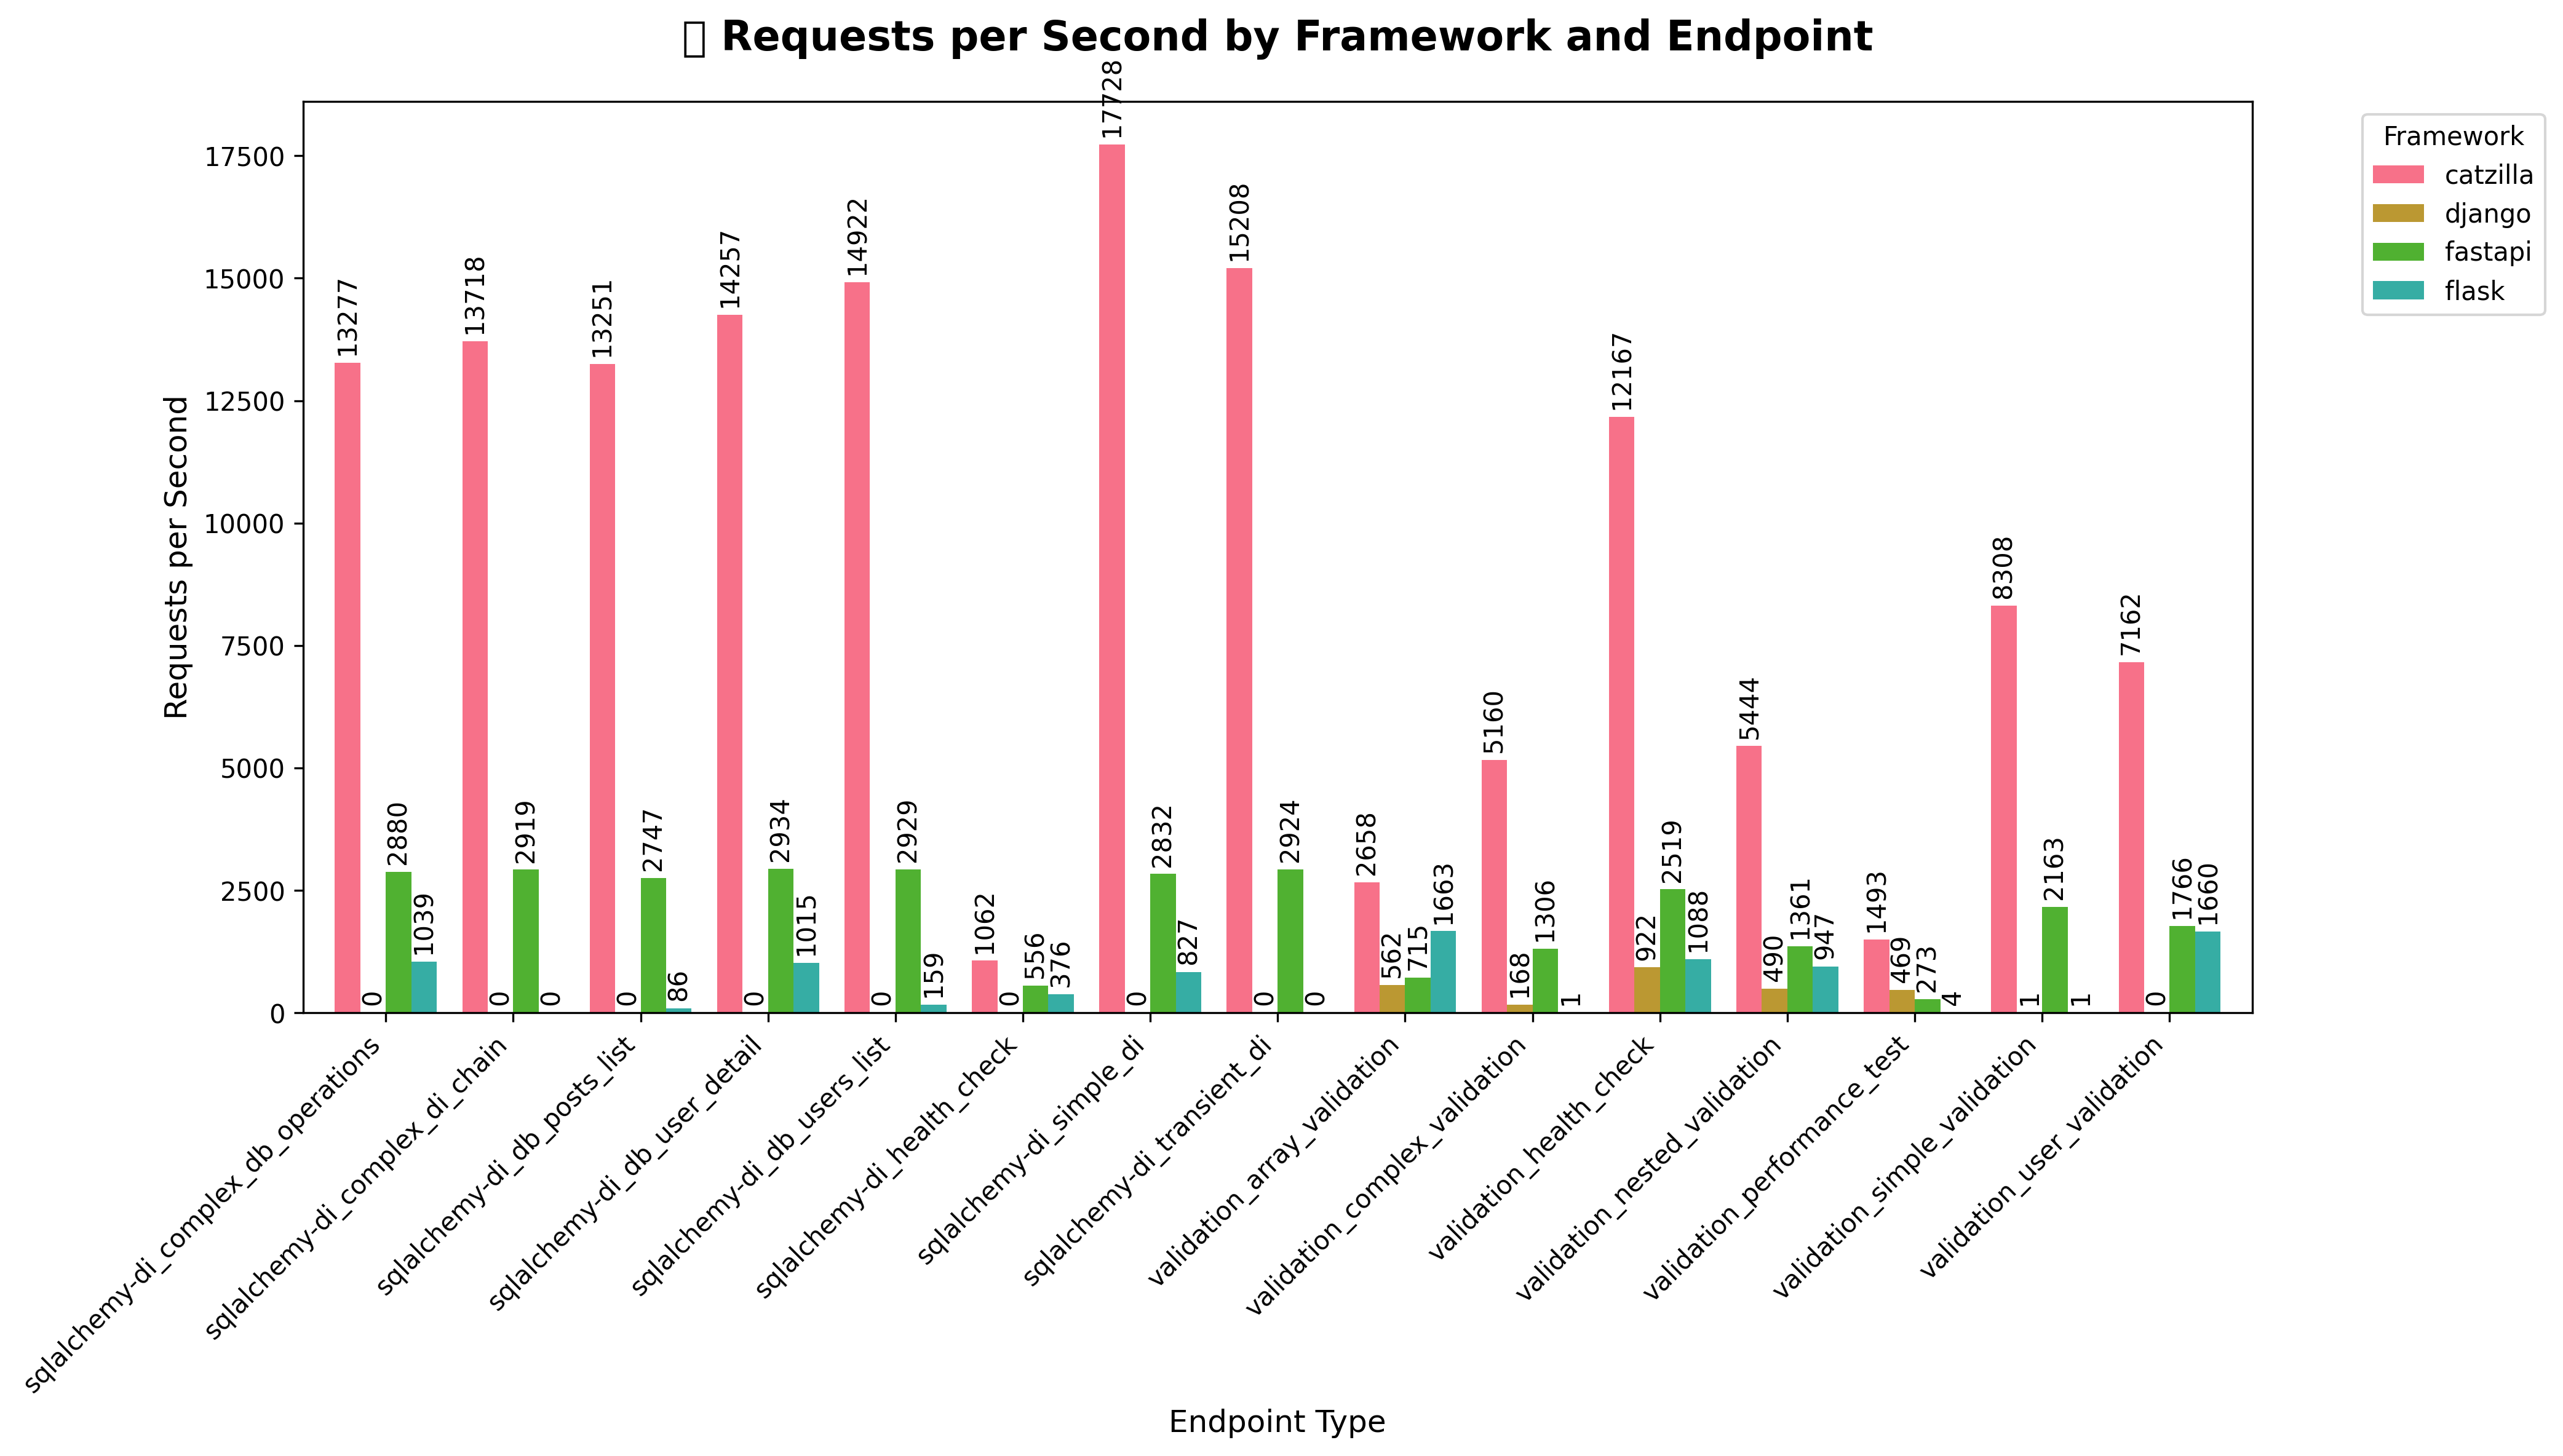 Requests per Second by Framework and Endpoint
Requests per Second
17500
15000
12500
10000
7500
5000
2500
0
13277
0
2880
1039
13718
0
2919
0
13251
0
2747
86
14257
0
2934
1015
14922
0
2929
159
1062
0
556
376
17728
0
2832
827
15208
0
2924
0
2658
562
715
1663
5160
168
1306
1
12167
922
2519
1088
5444
490
1361
947
1493
469
273
4
8308
1
2163
1
7162
0
1766
1660
sqlalchemy-di_complex_db_operations
sqlalchemy-di_complex_di_chain
sqlalchemy-di_db_posts_list
sqlalchemy-di_db_user_detail
sqlalchemy-di_db_users_list
sqlalchemy-di_health_check
sqlalchemy-di_simple_di
sqlalchemy-di_transient_di
validation_array_validation
validation_complex_validation
validation_health_check
validation_nested_validation
validation_performance_test
validation_simple_validation
validation_user_validation
Endpoint Type
Framework
catzilla
django
fastapi
flask